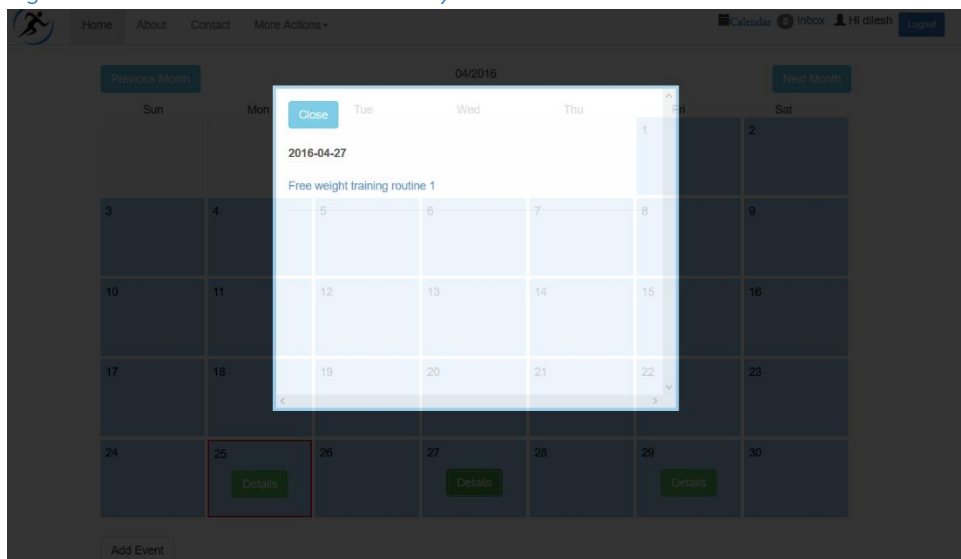 Home About Contact More Actions Calendar 0 Inbox Hi dilesh Logout
Previous Month 04/2016 Next Month
Sun Mon Tue Wed Thu Fri Sat
Close
1 2
2016-04-27
Free weight training routine 1
3 4 5 6 7 8 9
10 11 12 13 14 15 16
17 18 19 20 21 22 23
24 25 26 27 28 29 30
Details Details Details
Add Event